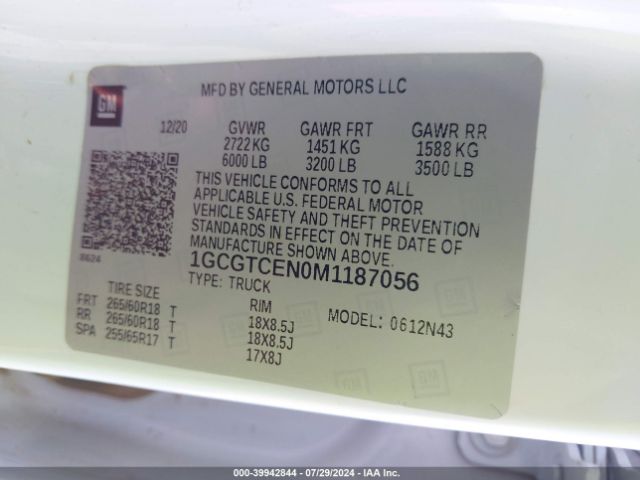 GM
MFD BY GENERAL MOTORS LLC
12/20 GVWR GAWR FRT GAWR RR
2722 KG 1451 KG 1588 KG
6000 LB 3200 LB 3500 LB
THIS VEHICLE CONFORMS TO ALL
APPLICABLE U.S. FEDERAL MOTOR
VEHICLE SAFETY AND THEFT PREVENTION
STANDARDS IN EFFECT ON THE DATE OF
MANUFACTURE SHOWN ABOVE.
8624
1GCGTCEN0M1187056
TYPE: TRUCK
TIRE SIZE RIM MODEL: 0612N43
FRT 265/60R18 T 18X8.5J
RR 265/60R18 T 18X8.5J
SPA 255/65R17 T 17X8J
000-39942844 - 07/29/2024 - IAA Inc.